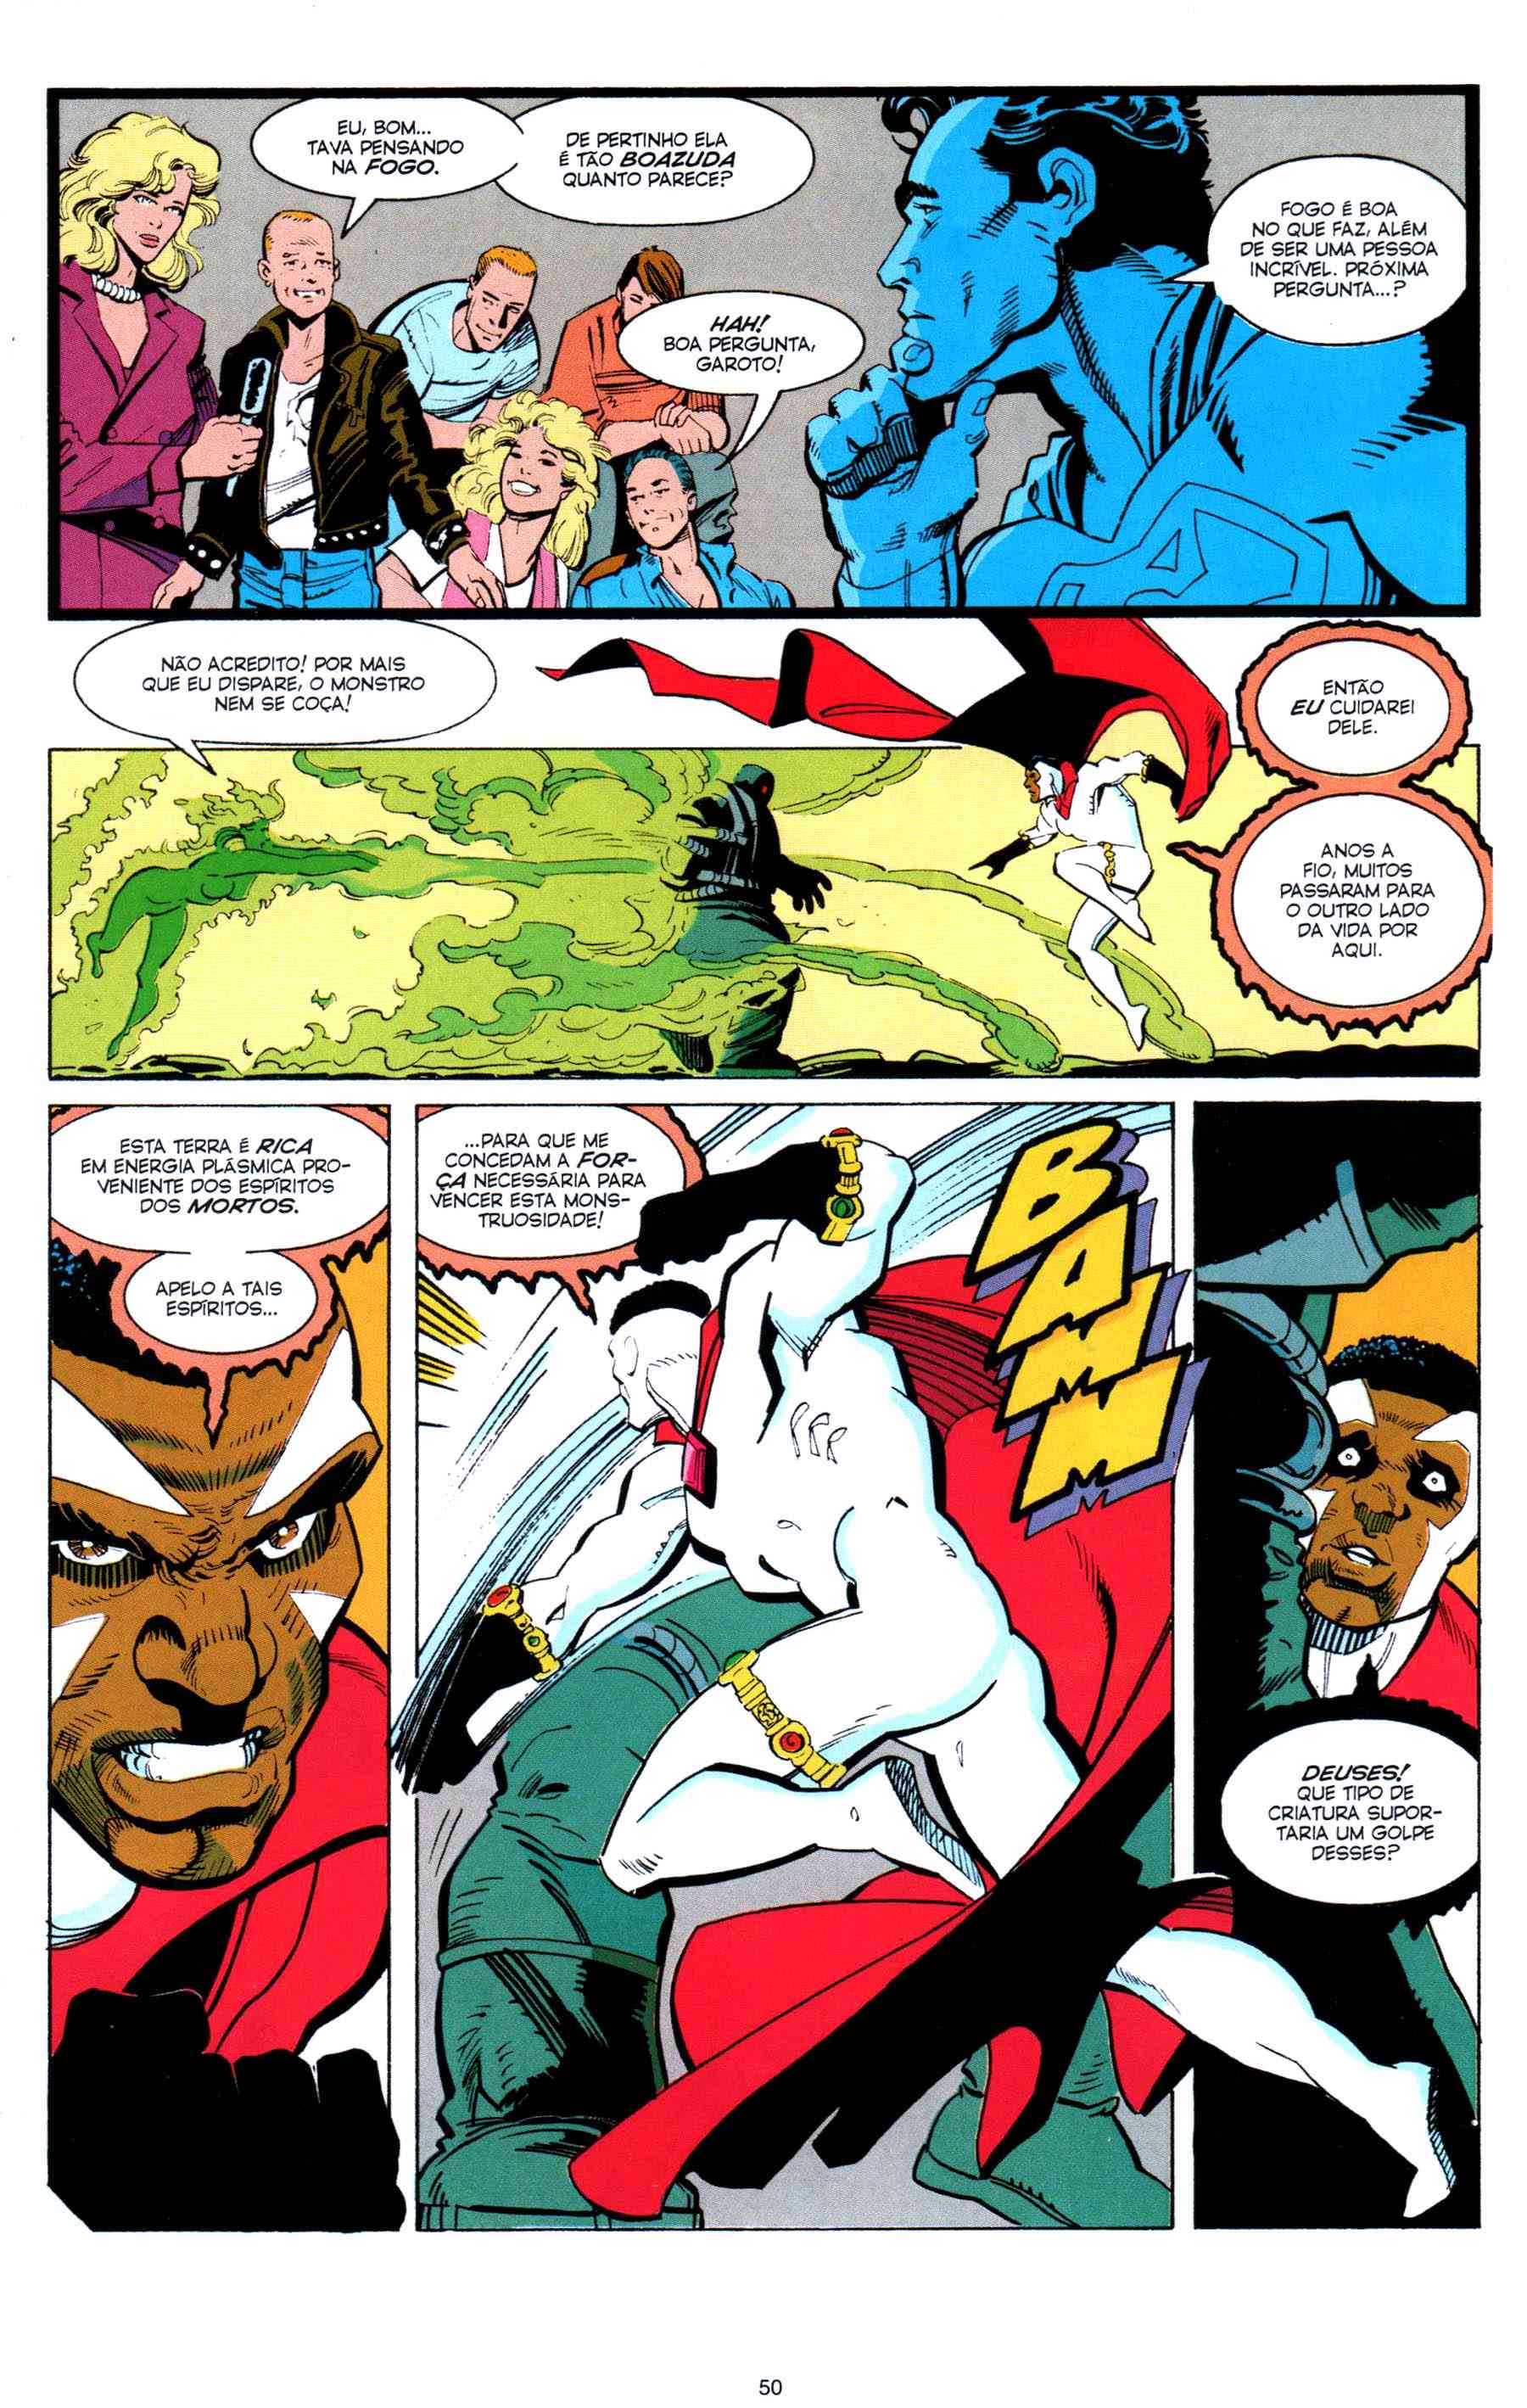 EU, BOM...
TAVA PENSANDO
NA FOGO.
DE PERTINHO ELA
É TÃO BOAZUDA
QUANTO PARECE?
HAH!
BOA PERGUNTA,
GAROTO!
FOGO É BOA
NO QUE FAZ, ALÉM
DE SER UMA PESSOA
INCRÍVEL. PRÓXIMA
PERGUNTA...?
NÃO ACREDITO! POR MAIS
QUE EU DISPARE, O MONSTRO
NEM SE COÇA!
ENTÃO
EU CUIDAREI
DELE.
ANOS A
FIO, MUITOS
PASSARAM PARA
O OUTRO LADO
DA VIDA POR
AQUI.
ESTA TERRA É RICA
EM ENERGIA PLÁSMICA PRO-
VENIENTE DOS ESPÍRITOS
DOS MORTOS.
APELO A TAIS
ESPÍRITOS...
...PARA QUE ME
CONCEDAM A FOR-
ÇA NECESSÁRIA PARA
VENCER ESTA MONS-
TRUOSIDADE!
BAMM
DEUSES!
QUE TIPO DE
CRIATURA SUPOR-
TARIA UM GOLPE
DESSES?
50